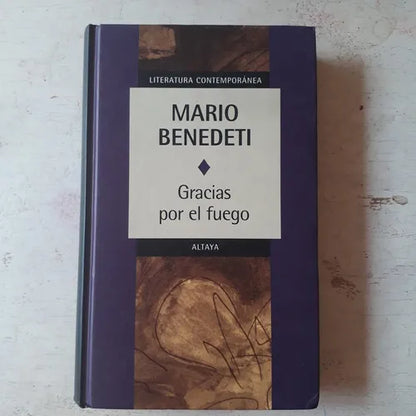 LITERATURA CONTEMPORÁNEA
MARIO
BENEDETI
Gracias
por el fuego
ALTAYA